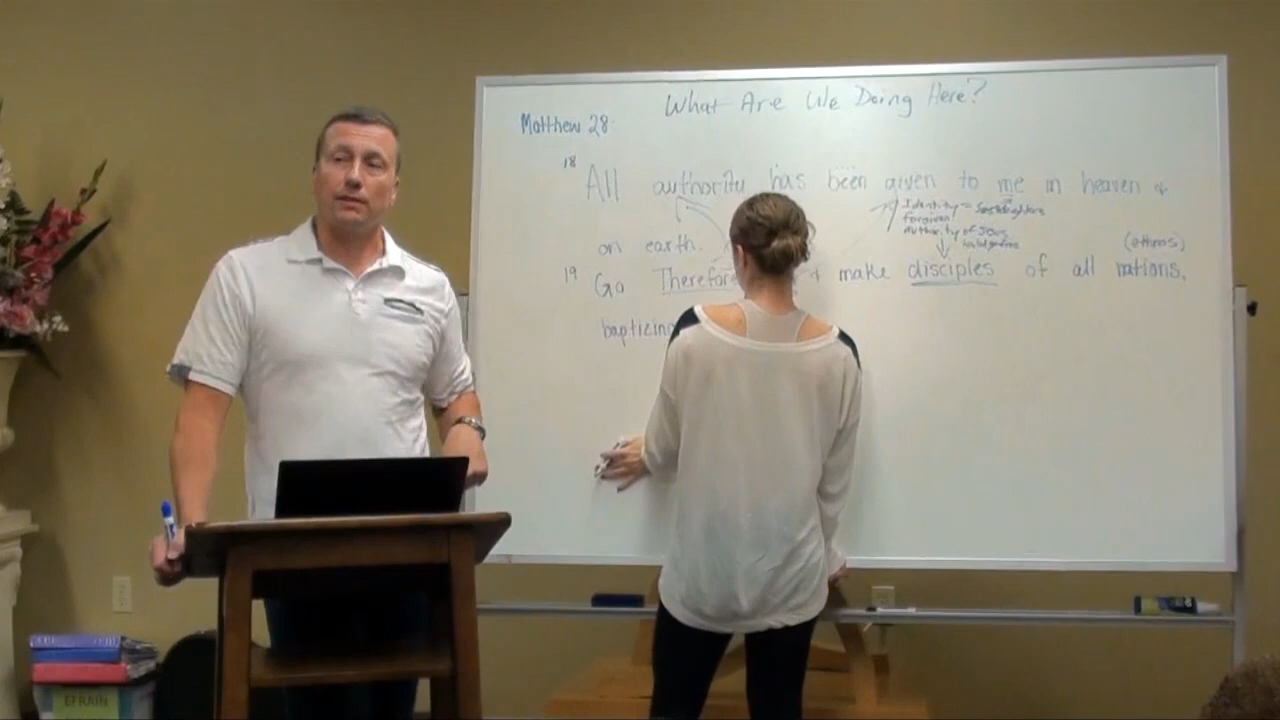 What Are We Doing Here?
Matthew 28:
18
All authority has been given to me in heaven &
Identity = Sons/daughters
forgiven
authority of Jesus
on earth.
(ethnos)
19
Go Therefore & make disciples of all nations,
baptizing
EFRAIN